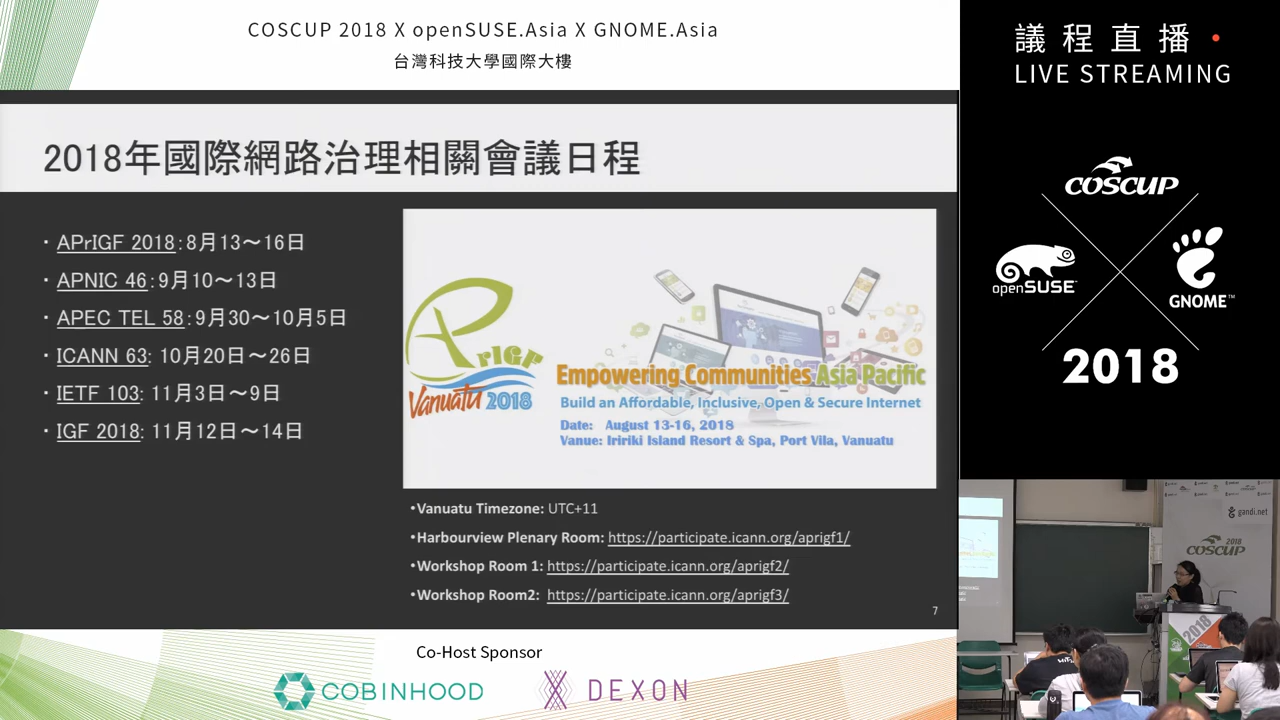 COSCUP 2018 X openSUSE.Asia X GNOME.Asia
台灣科技大學國際大樓
議程直播
LIVE STREAMING
COSCUP
openSUSE
GNOME™
2018
2018年國際網路治理相關會議日程
· APrIGF 2018：8月13～16日
· APNIC 46：9月10～13日
· APEC TEL 58：9月30～10月5日
· ICANN 63: 10月20日～26日
· IETF 103: 11月3日～9日
· IGF 2018: 11月12日～14日
APrIGF
Vanuatu 2018
Empowering Communities Asia Pacific
Build an Affordable, Inclusive, Open & Secure Internet
Date: August 13-16, 2018
Vanue: Iririki Island Resort & Spa, Port Vila, Vanuatu
•Vanuatu Timezone: UTC+11
•Harbourview Plenary Room: https://participate.icann.org/aprigf1/
•Workshop Room 1: https://participate.icann.org/aprigf2/
•Workshop Room2: https://participate.icann.org/aprigf3/
7
Co-Host Sponsor
COBINHOOD
DEXON
gandi.net
2018
COSCUP
2018